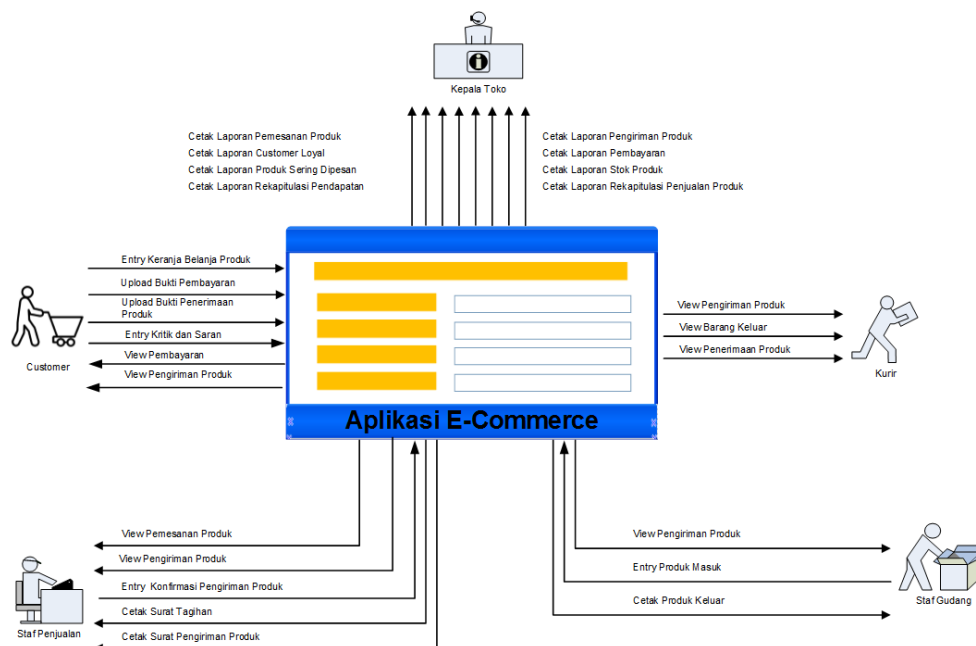 Kepala Toko
Cetak Laporan Pemesanan Produk
Cetak Laporan Customer Loyal
Cetak Laporan Produk Sering Dipesan
Cetak Laporan Rekapitulasi Pendapatan
Cetak Laporan Pengiriman Produk
Cetak Laporan Pembayaran
Cetak Laporan Stok Produk
Cetak Laporan Rekapitulasi Penjualan Produk
Entry Keranja Belanja Produk
Upload Bukti Pembayaran
Upload Bukti Penerimaan
Produk
Entry Kritik dan Saran
View Pembayaran
View Pengiriman Produk
Customer
View Pengiriman Produk
View Barang Keluar
View Penerimaan Produk
Kurir
Aplikasi E-Commerce
View Pemesanan Produk
View Pengiriman Produk
Entry Konfirmasi Pengiriman Produk
Cetak Surat Tagihan
Cetak Surat Pengiriman Produk
Staf Penjualan
View Pengiriman Produk
Entry Produk Masuk
Cetak Produk Keluar
Staf Gudang